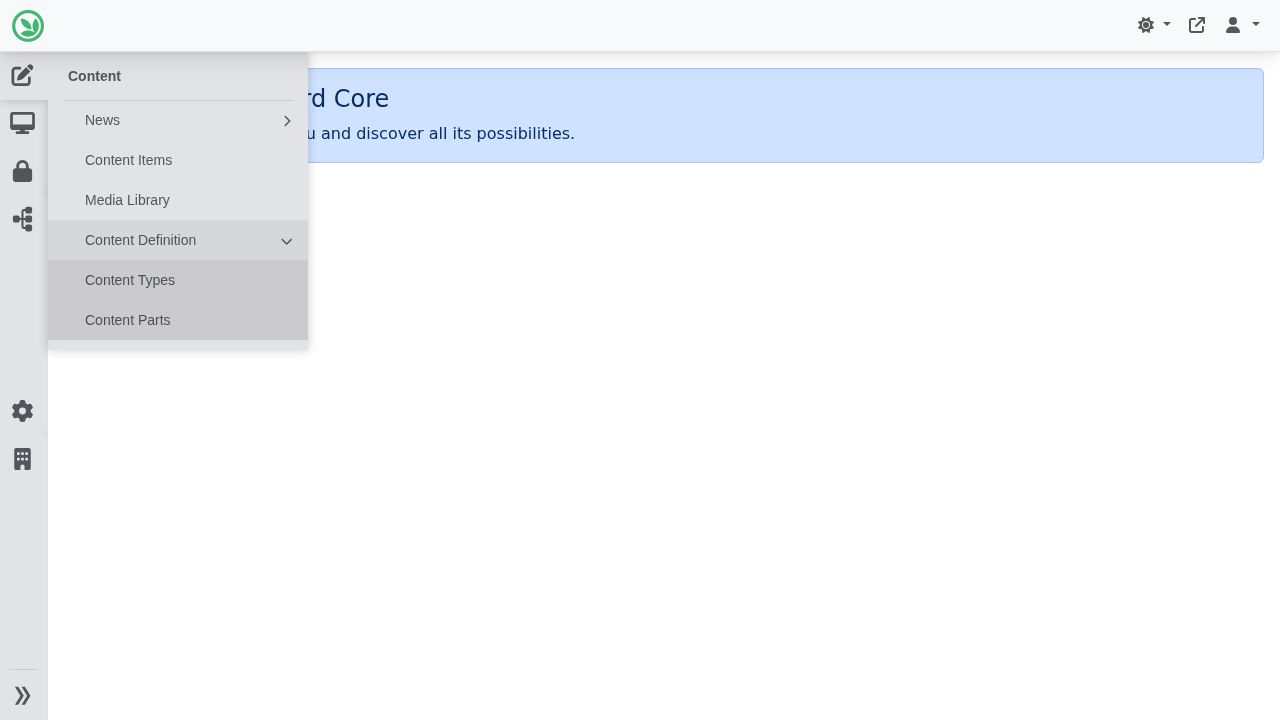 Content
News
Content Items
Media Library
Content Definition
Content Types
Content Parts
rd Core
u and discover all its possibilities.